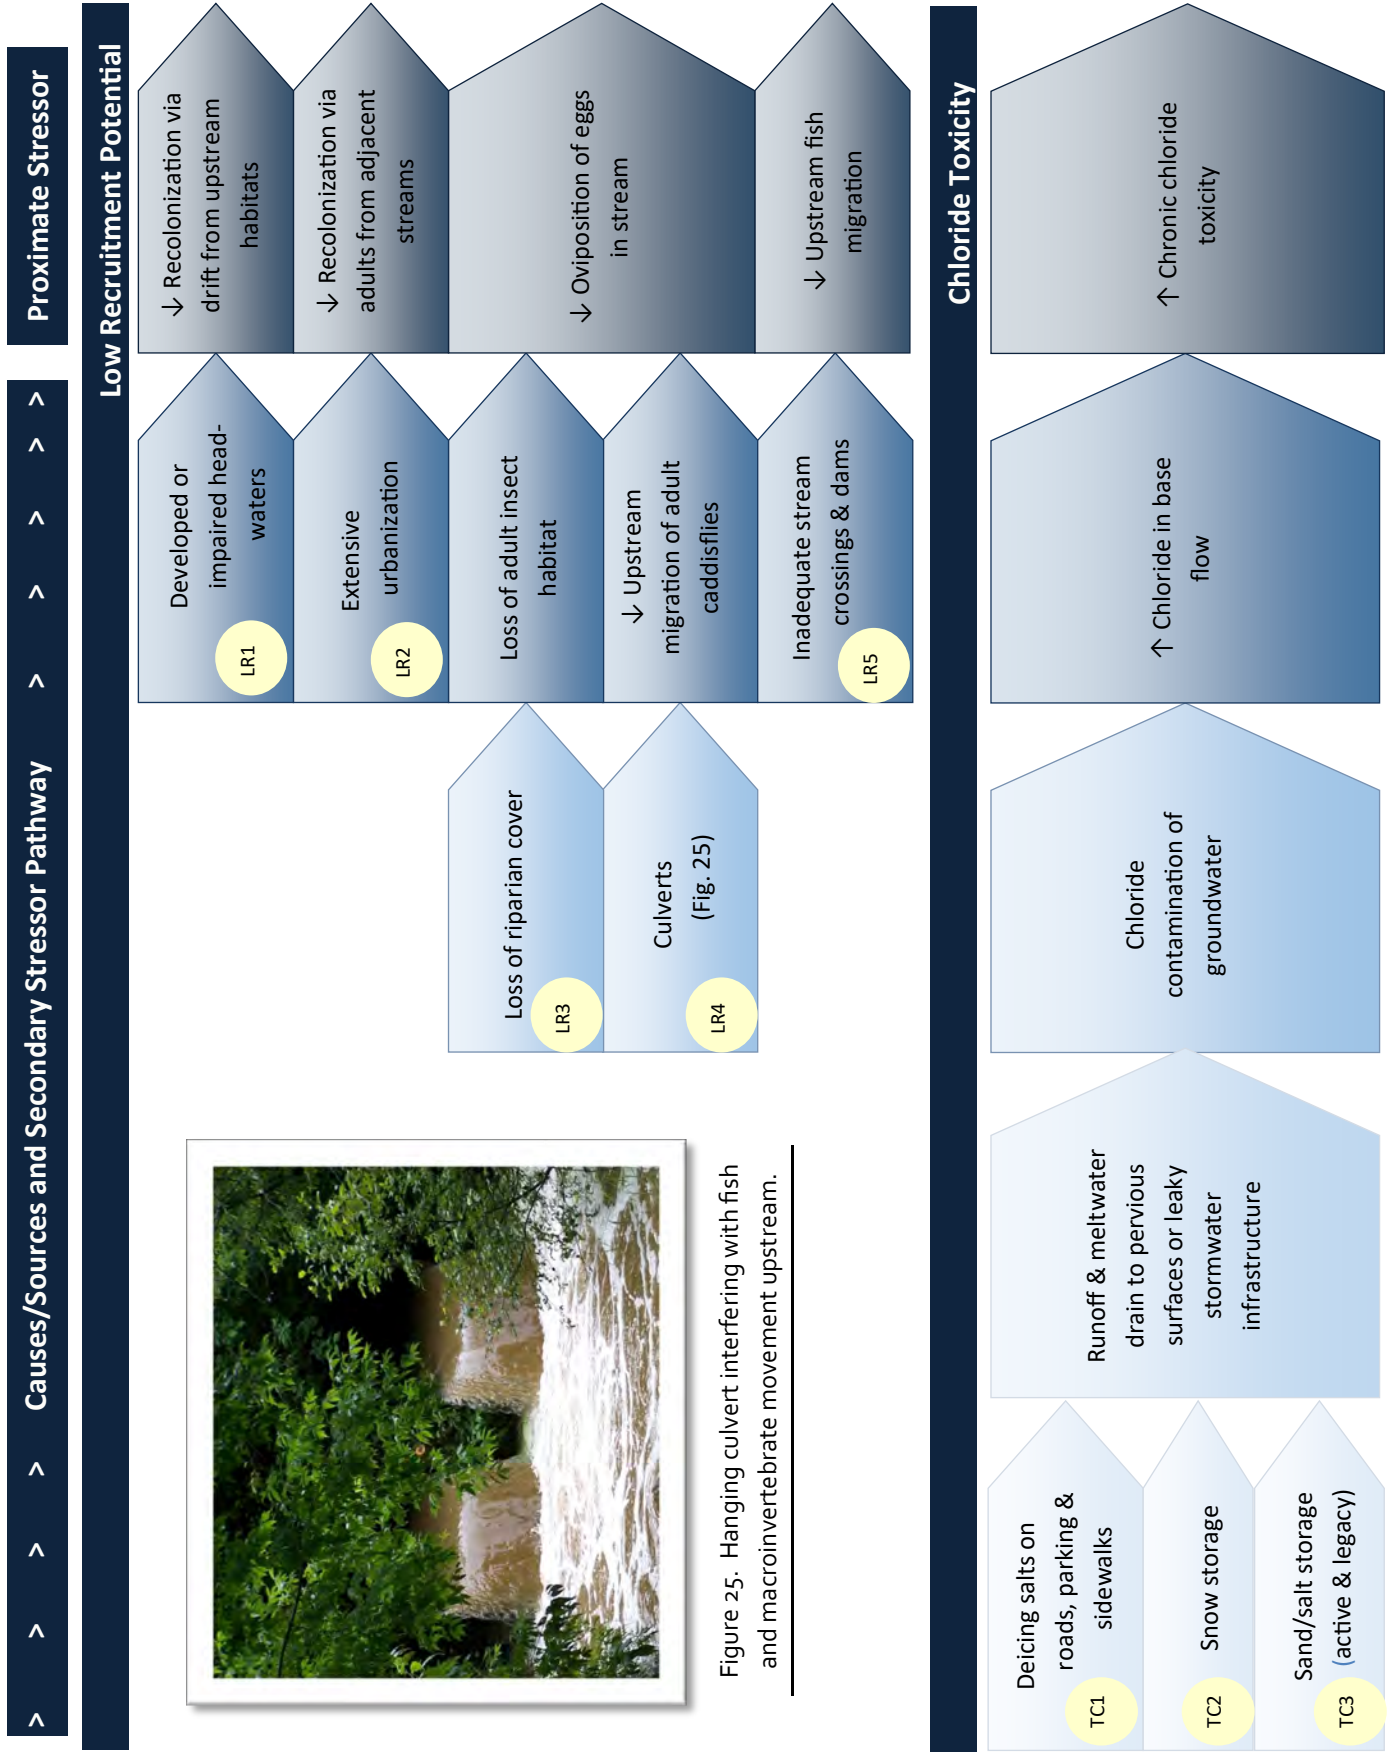 > > > > Causes/Sources and Secondary Stressor Pathway > > > > > >
Proximate Stressor
Low Recruitment Potential
Developed or
impaired head-
waters
LR1
↓ Recolonization via
drift from upstream
habitats
Extensive
urbanization
LR2
↓ Recolonization via
adults from adjacent
streams
Loss of riparian cover
LR3
Loss of adult insect
habitat
↓ Oviposition of eggs
in stream
Culverts
(Fig. 25)
LR4
↓ Upstream
migration of adult
caddisflies
Inadequate stream
crossings & dams
LR5
↓ Upstream fish
migration
Figure 25. Hanging culvert interfering with fish
and macroinvertebrate movement upstream.
Chloride Toxicity
Deicing salts on
roads, parking &
sidewalks
TC1
Snow storage
TC2
Sand/salt storage
(active & legacy)
TC3
Runoff & meltwater
drain to pervious
surfaces or leaky
stormwater
infrastructure
Chloride
contamination of
groundwater
↑ Chloride in base
flow
↑ Chronic chloride
toxicity